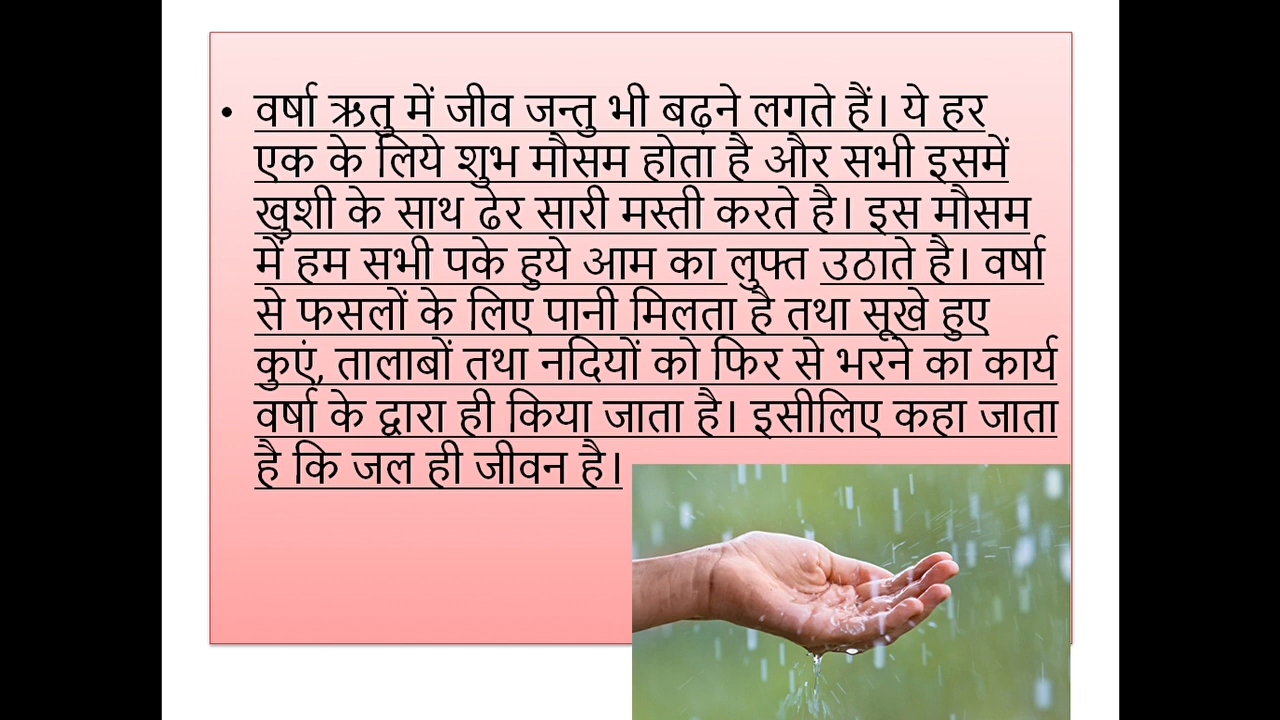 • वर्षा ऋतु में जीव जन्तु भी बढ़ने लगते हैं। ये हर
एक के लिये शुभ मौसम होता है और सभी इसमें
खुशी के साथ ढेर सारी मस्ती करते है। इस मौसम
में हम सभी पके हुये आम का लुफ्त उठाते है। वर्षा
से फसलों के लिए पानी मिलता है तथा सूखे हुए
कुएं, तालाबों तथा नदियों को फिर से भरने का कार्य
वर्षा के द्वारा ही किया जाता है। इसीलिए कहा जाता
है कि जल ही जीवन है।